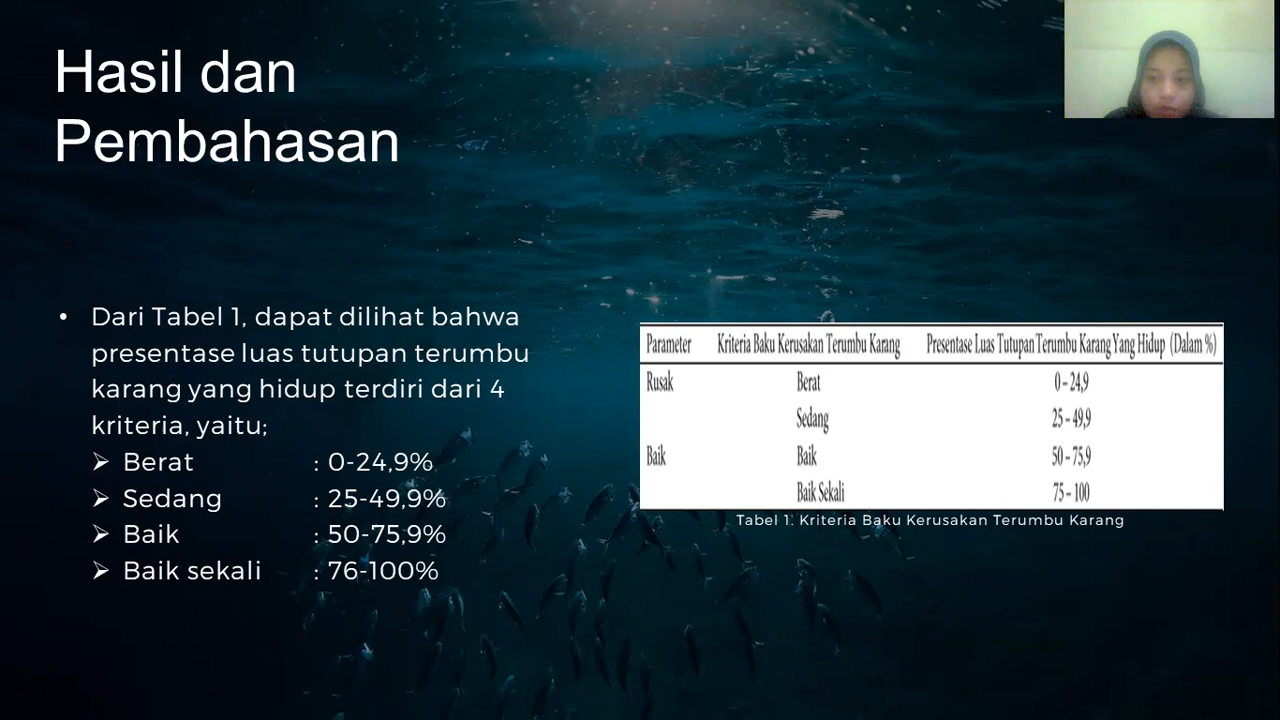 Hasil dan
Pembahasan
• Dari Tabel 1, dapat dilihat bahwa
presentase luas tutupan terumbu
karang yang hidup terdiri dari 4
kriteria, yaitu;
➢ Berat : 0-24,9%
➢ Sedang : 25-49,9%
➢ Baik : 50-75,9%
➢ Baik sekali : 76-100%
Parameter Kriteria Baku Kerusakan Terumbu Karang Presentase Luas Tutupan Terumbu Karang Yang Hidup (Dalam %)
Rusak Berat 0 – 24,9
Sedang 25 – 49,9
Baik Baik 50 – 75,9
Baik Sekali 75 – 100
Tabel 1. Kriteria Baku Kerusakan Terumbu Karang